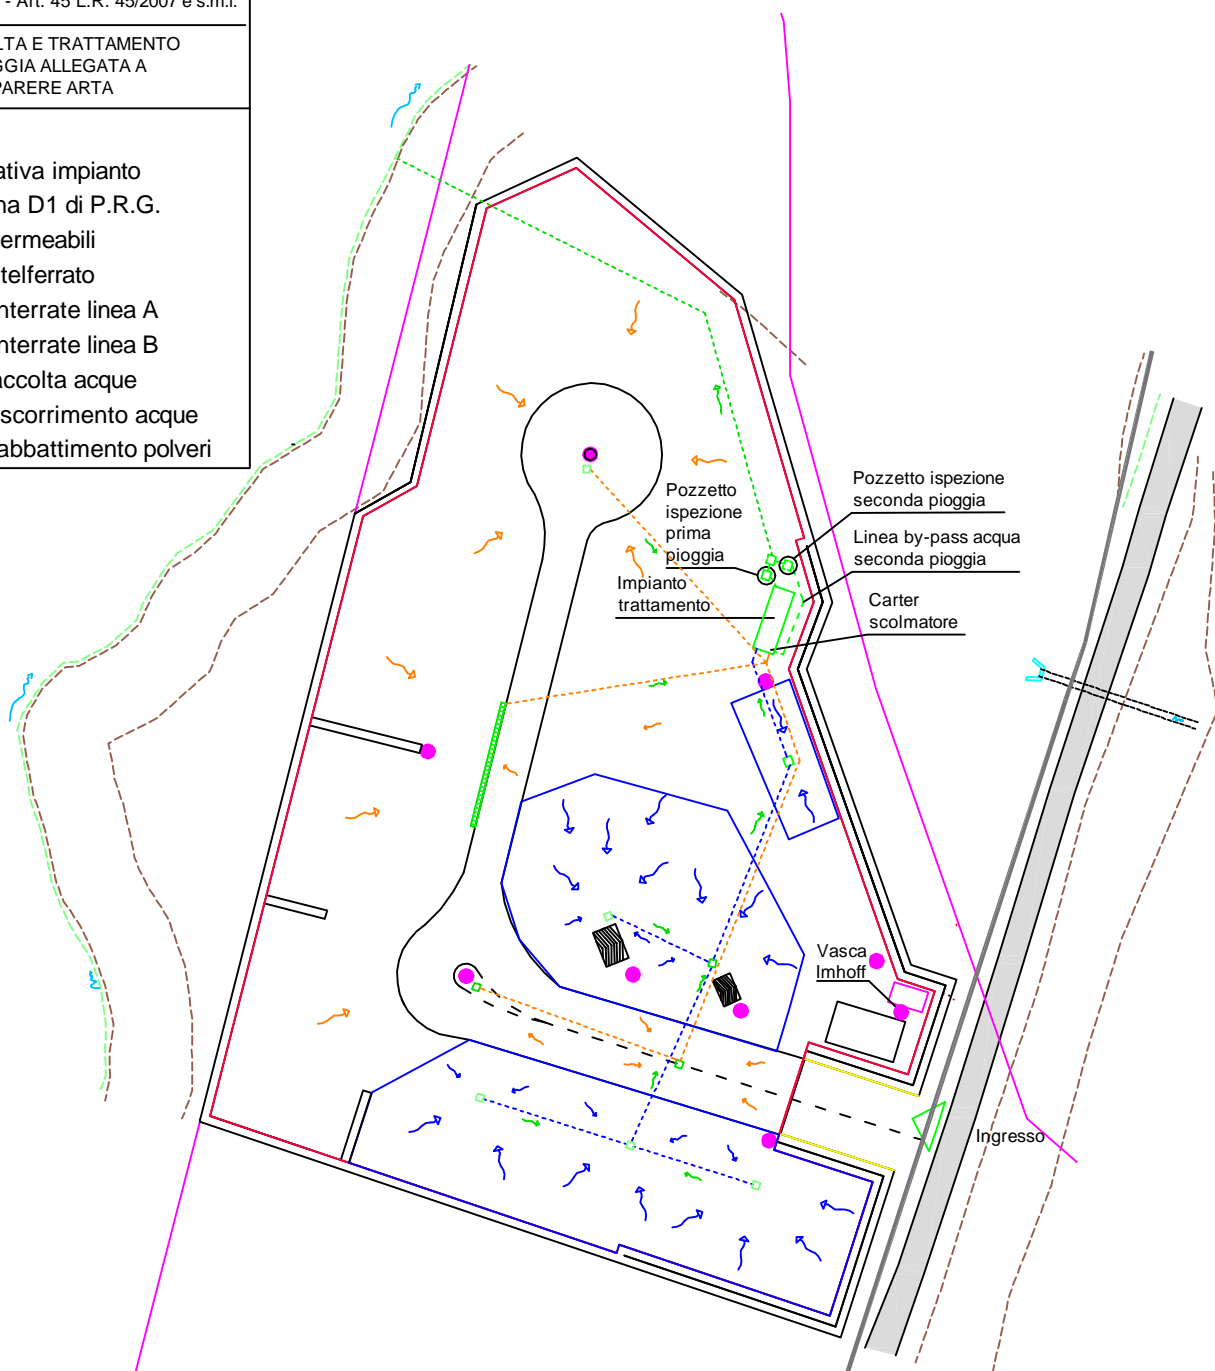 - Art. 45 L.R. 45/2007 e s.m.i.
LTA E TRATTAMENTO
GGIA ALLEGATA A
PARERE ARTA
ativa impianto
na D1 di P.R.G.
ermeabili
telferrato
nterrate linea A
nterrate linea B
accolta acque
scorrimento acque
abbattimento polveri
Pozzetto
ispezione
prima
pioggia
Impianto
trattamento
Pozzetto ispezione
seconda pioggia
Linea by-pass acqua
seconda pioggia
Carter
scolmatore
Vasca
Imhoff
Ingresso